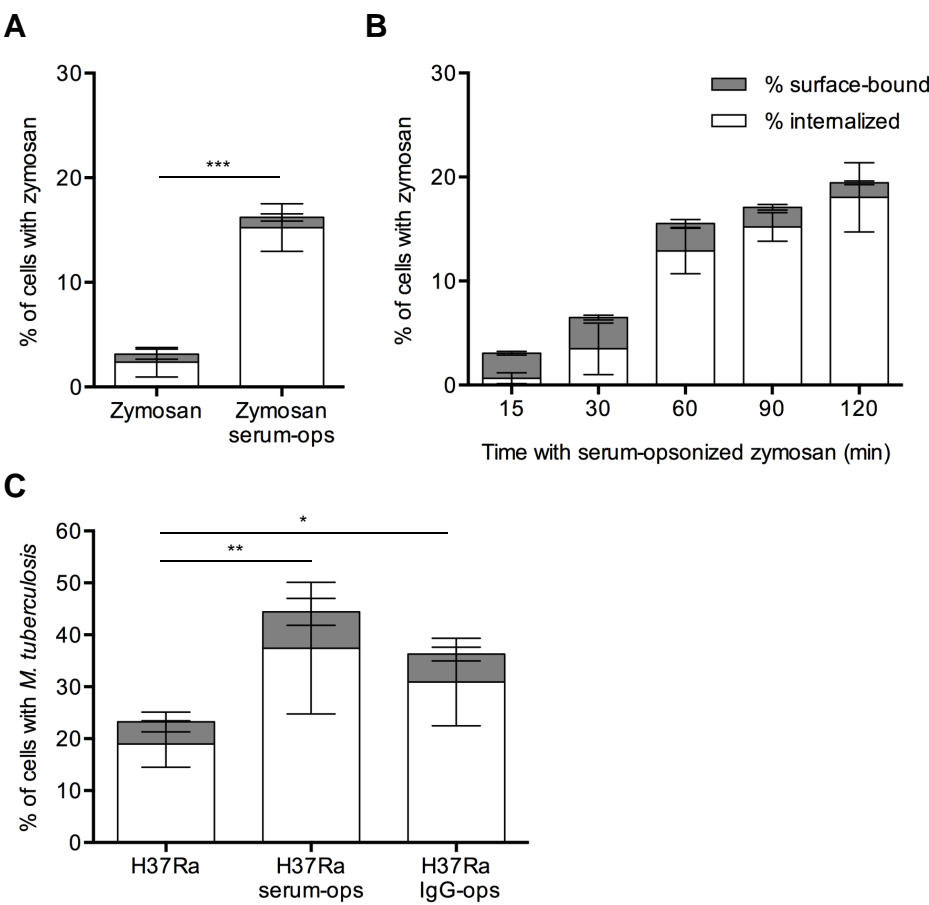 A
B
30
20
10
0
% of cells with zymosan
***
Zymosan
Zymosan
serum-ops
30
20
10
0
% of cells with zymosan
% surface-bound
% internalized
15 30 60 90 120
Time with serum-opsonized zymosan (min)
C
60
50
40
30
20
10
0
% of cells with M. tuberculosis
*
**
H37Ra
H37Ra
serum-ops
H37Ra
IgG-ops